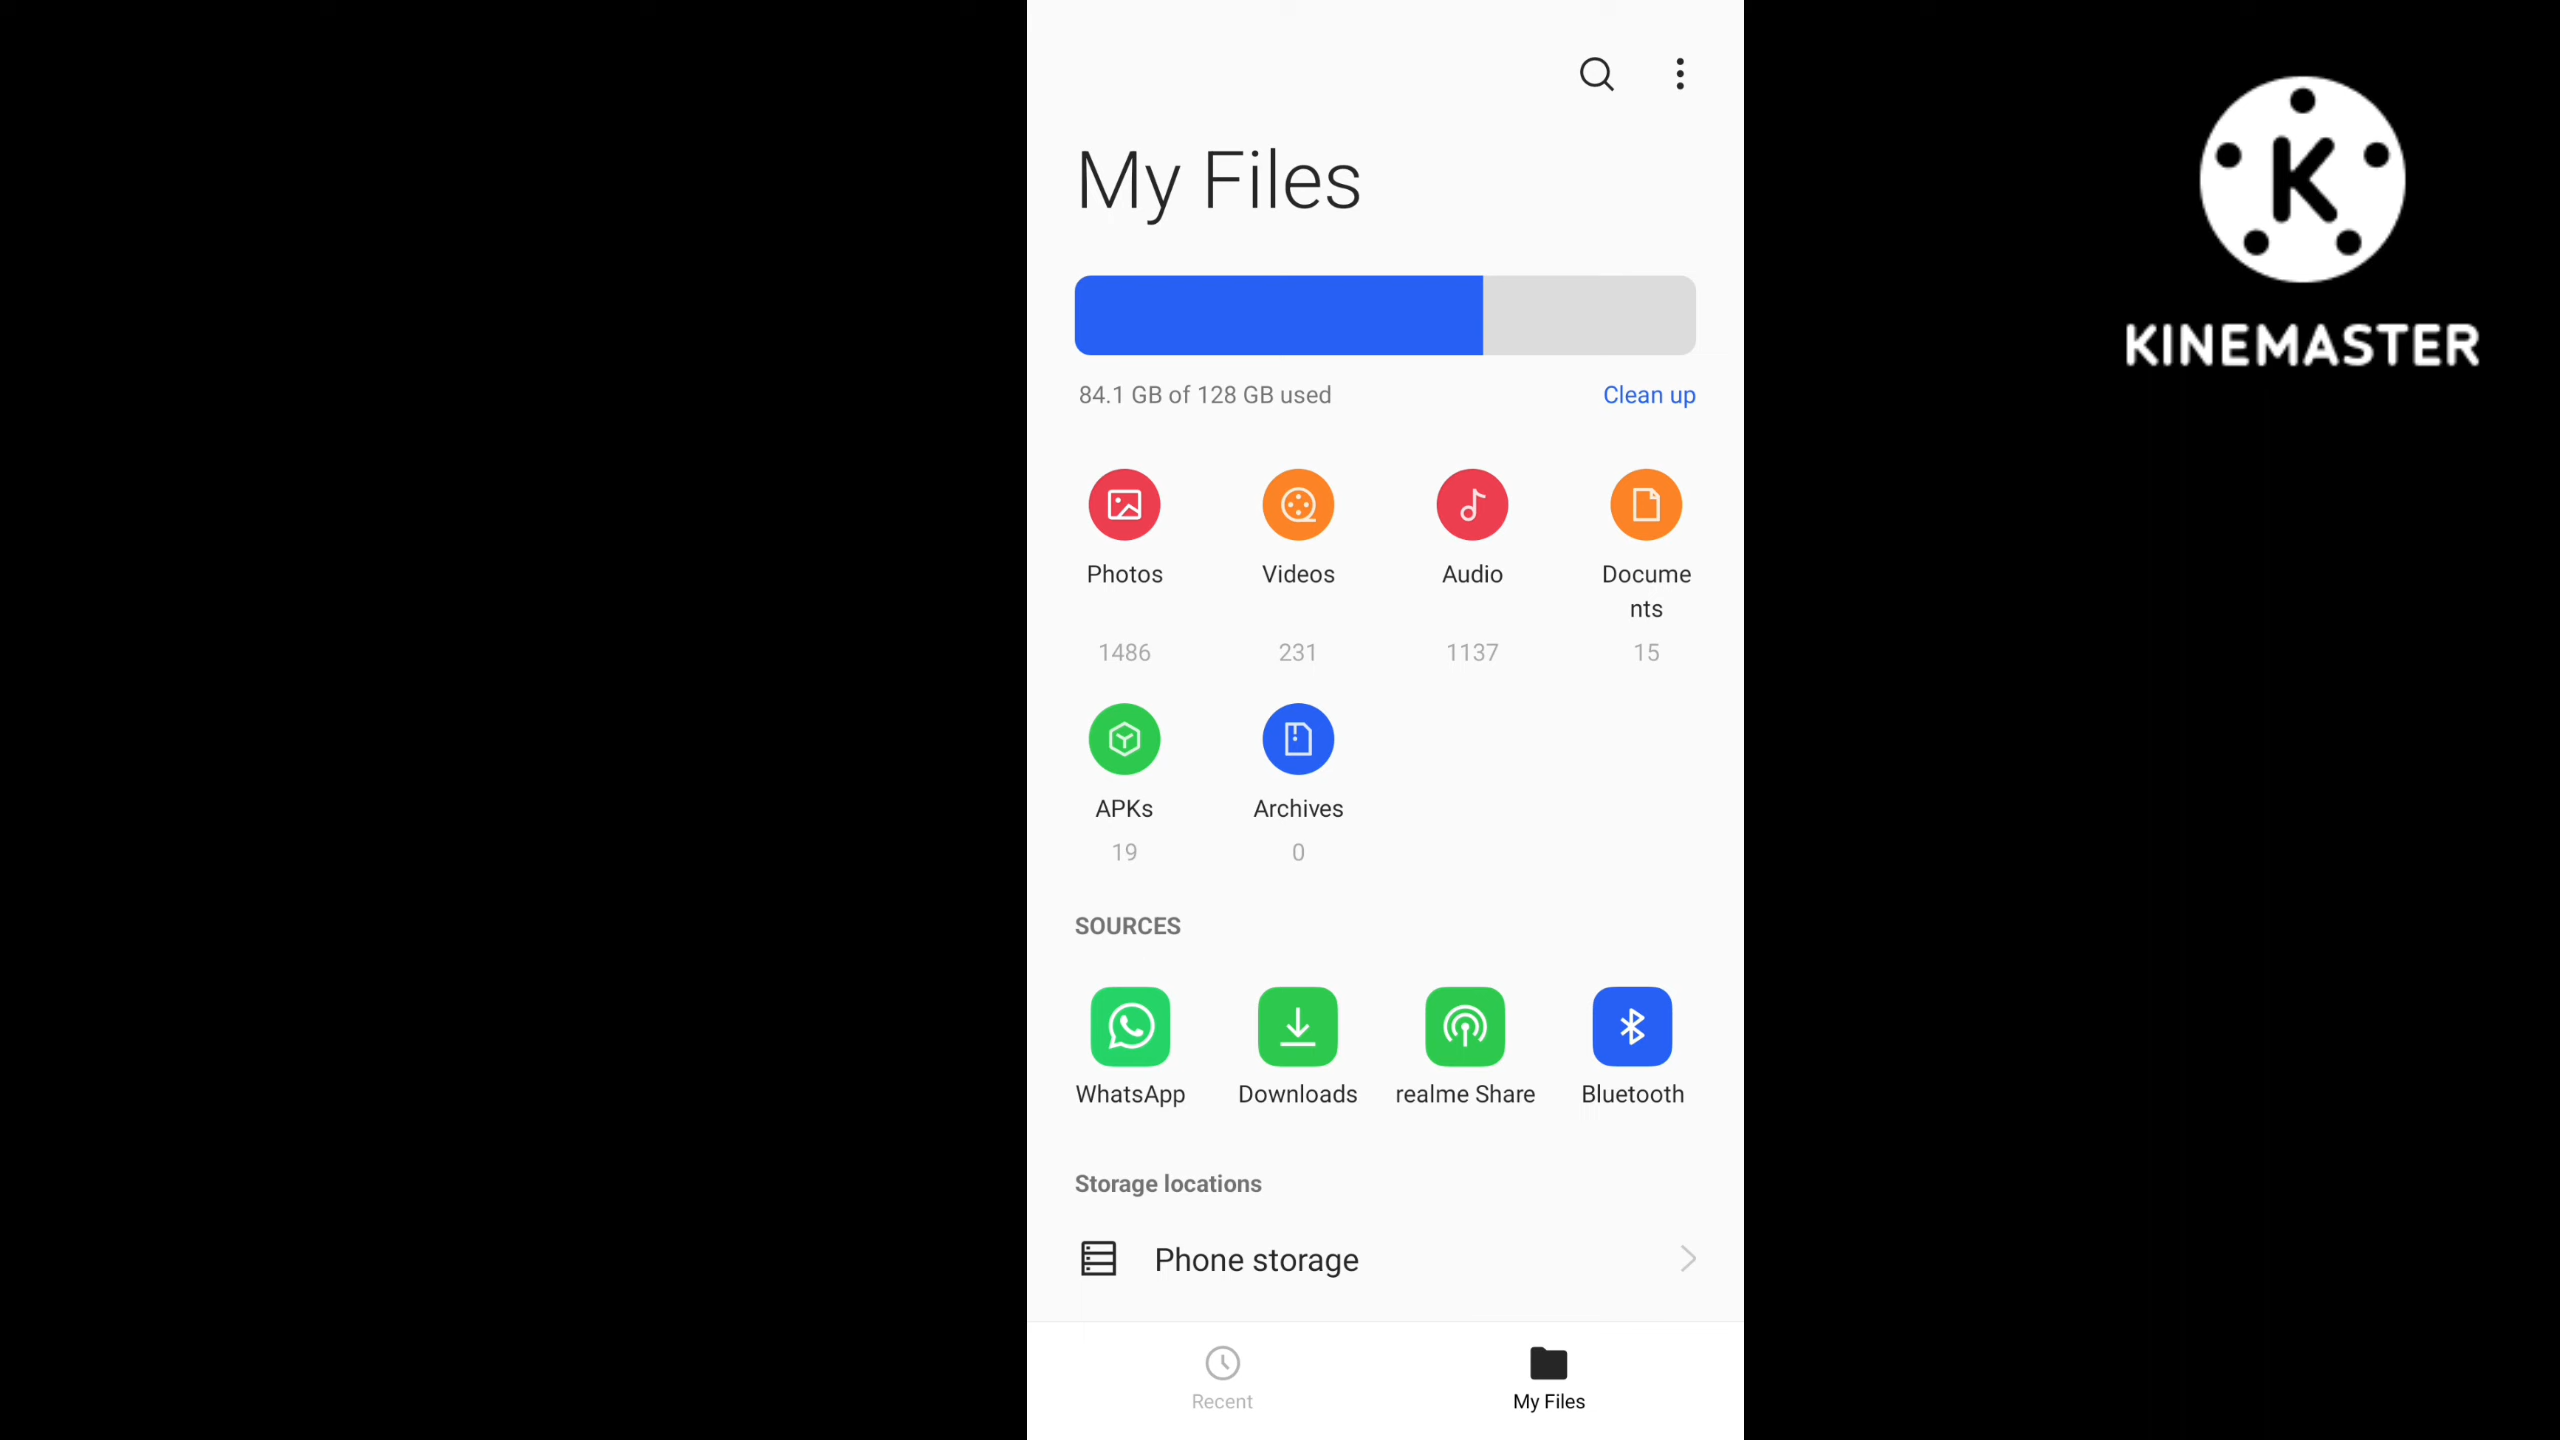 My Files
84.1 GB of 128 GB used
Clean up
Photos
Videos
Audio
Docume
nts
1486
231
1137
15
APKs
Archives
19
0
SOURCES
WhatsApp
Downloads
realme Share
Bluetooth
Storage locations
Phone storage
Recent
My Files
K
KINEMASTER